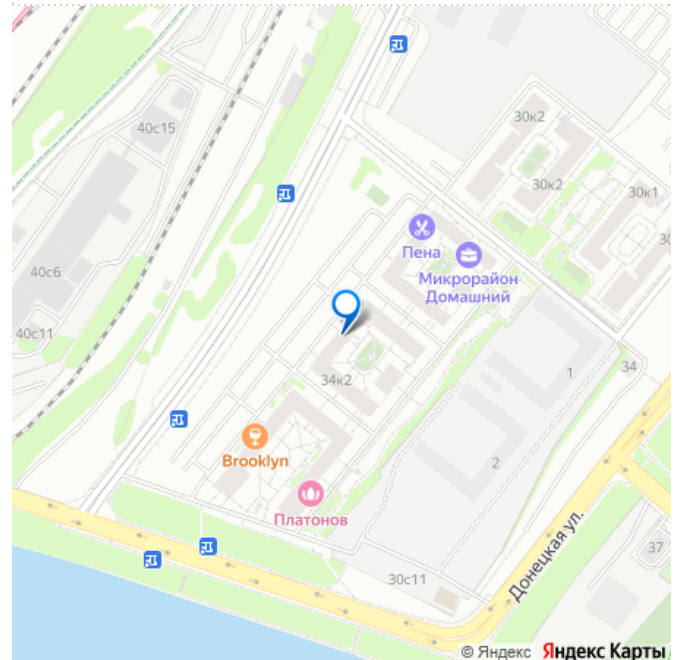 40с15
30к2
30к2
30к1
30
Пена
Микрорайон
Домашний
40с6
40с11
34к2
1
34
2
Brooklyn
Платонов
Донецкая ул.
30с11
37
© Яндекс Яндекс Карты